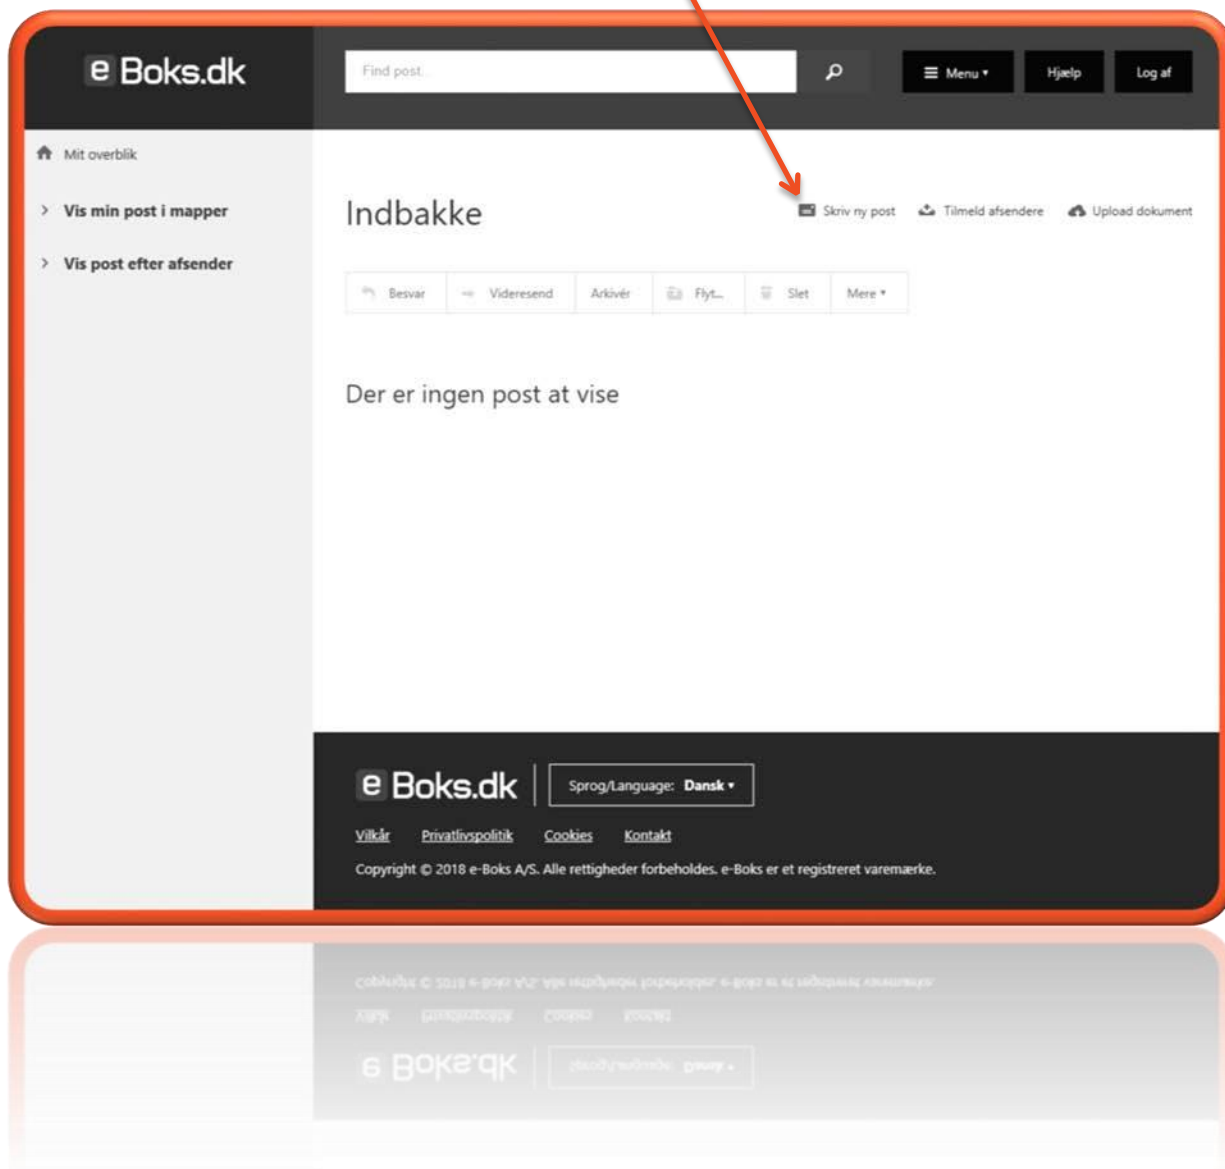 e Boks.dk
Find post...
Menu
Hjælp
Log af
Mit overblik
Vis min post i mapper
Vis post efter afsender
Indbakke
Skriv ny post
Tilmeld afsendere
Upload dokument
Besvar
Videresend
Arkivér
Flyt...
Slet
Mere
Der er ingen post at vise
e Boks.dk
Sprog/Language: Dansk
Vilkår Privatlivspolitik Cookies Kontakt
Copyright © 2018 e-Boks A/S. Alle rettigheder forbeholdes. e-Boks er et registreret varemærke.